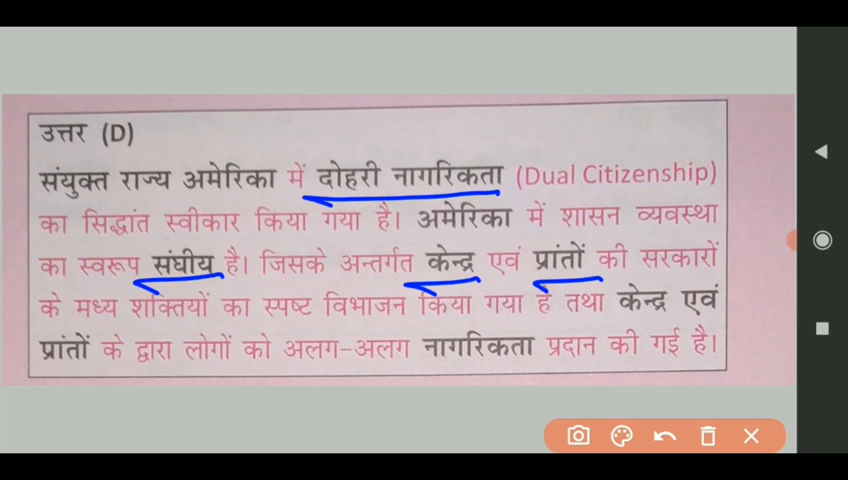 उत्तर (D)
संयुक्त राज्य अमेरिका में दोहरी नागरिकता (Dual Citizenship)
का सिद्धांत स्वीकार किया गया है। अमेरिका में शासन व्यवस्था
का स्वरूप संघीय है। जिसके अन्तर्गत केन्द्र एवं प्रांतों की सरकारों
के मध्य शक्तियों का स्पष्ट विभाजन किया गया है तथा केन्द्र एवं
प्रांतों के द्वारा लोगों को अलग-अलग नागरिकता प्रदान की गई है।